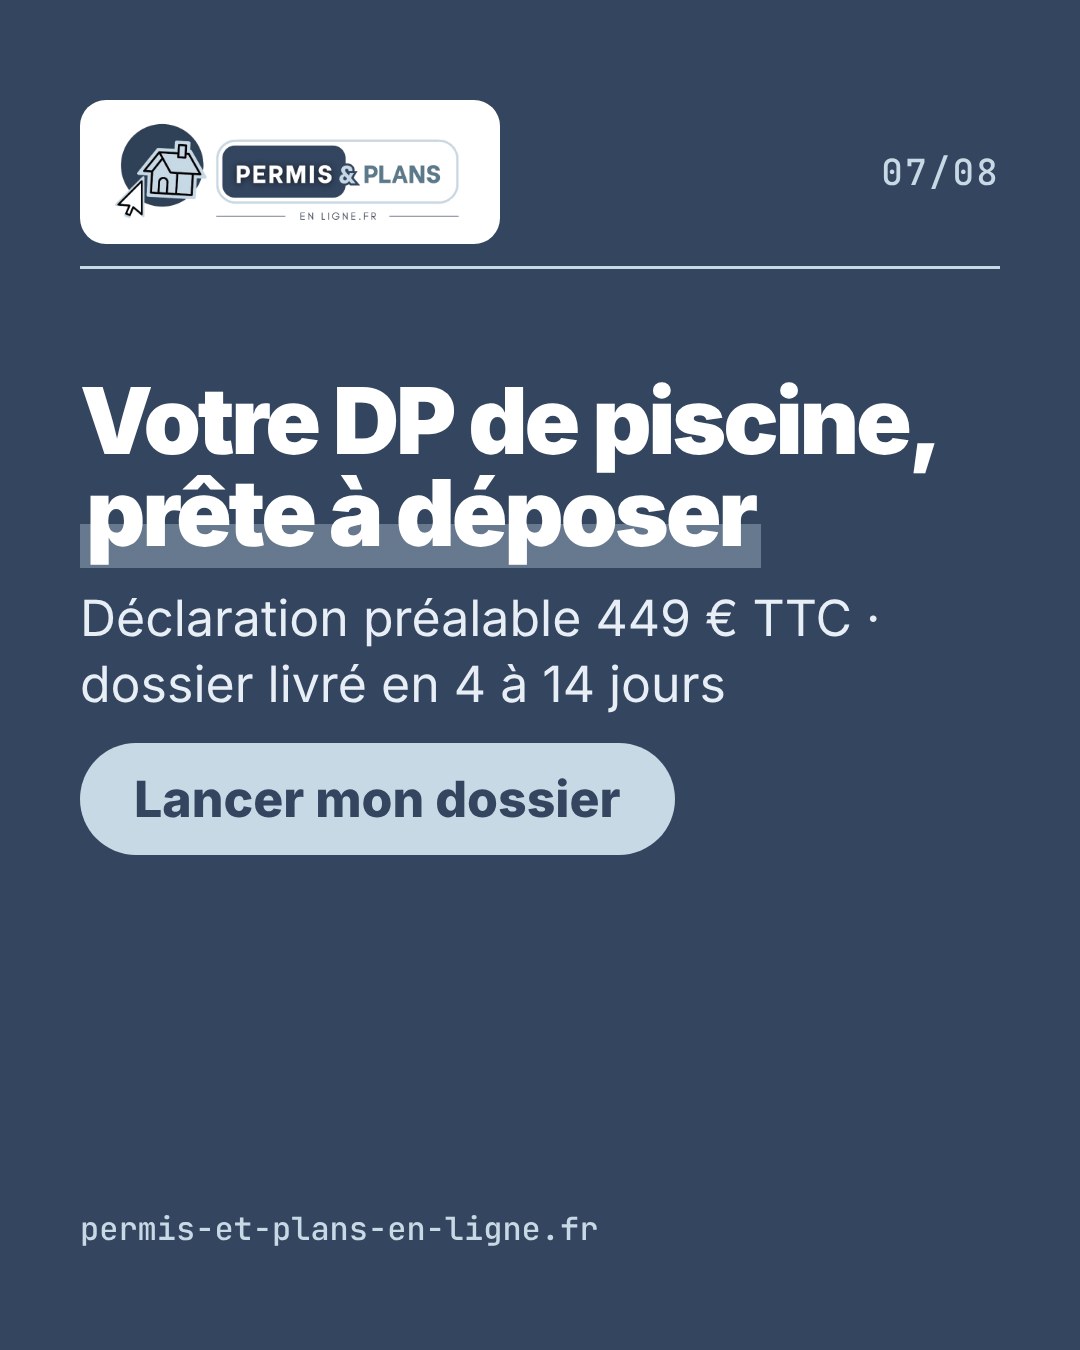 PERMIS & PLANS
EN LIGNE.FR
07/08
Votre DP de piscine,
prête à déposer
Déclaration préalable 449 € TTC ·
dossier livré en 4 à 14 jours
Lancer mon dossier
permis-et-plans-en-ligne.fr